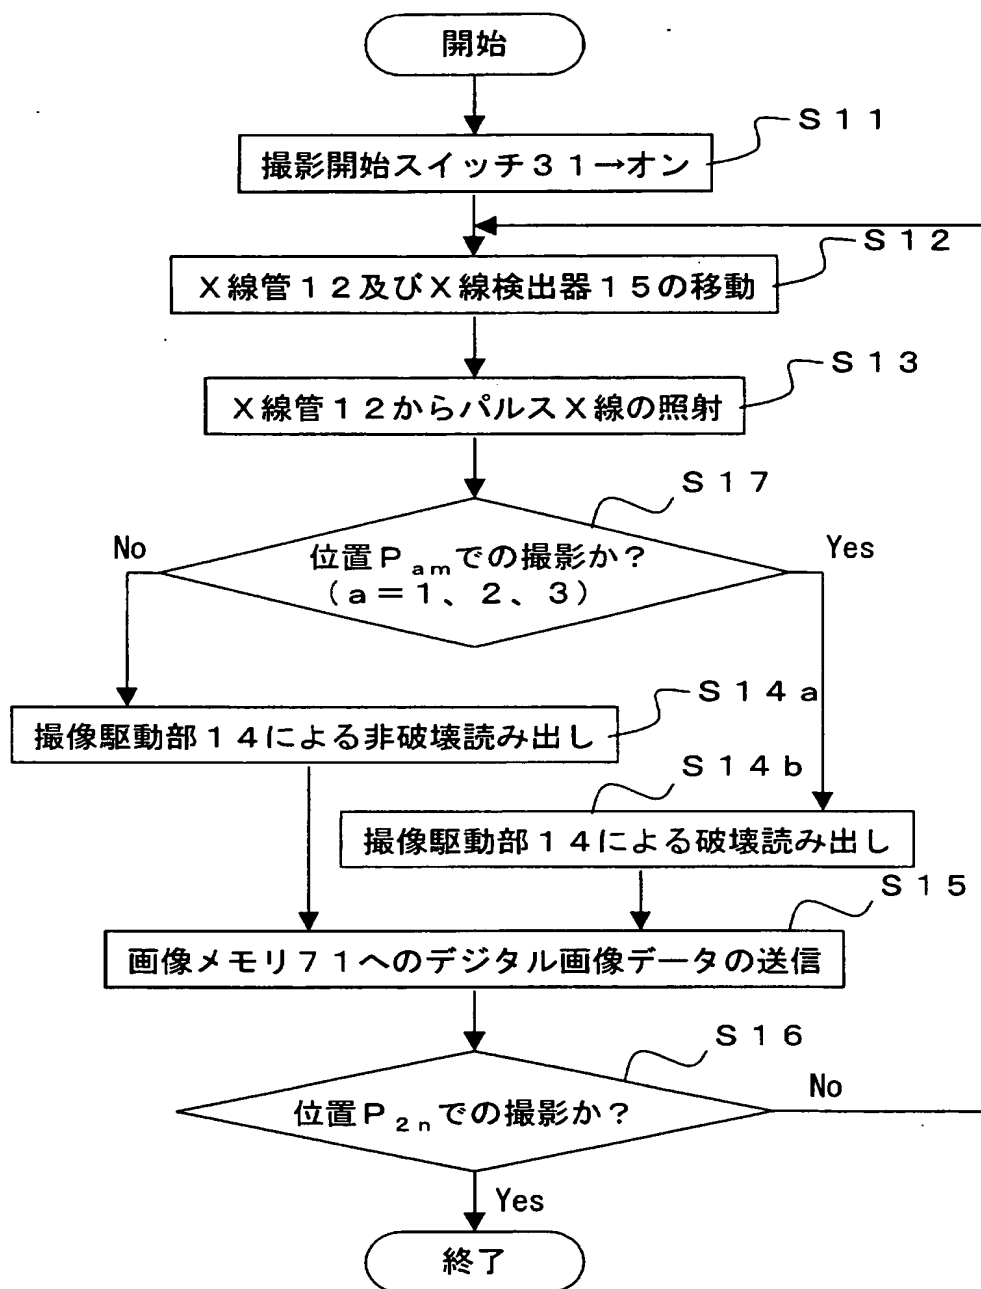 開始
S11
撮影開始スイッチ31→オン
S12
X線管12及びX線検出器15の移動
S13
X線管12からパルスX線の照射
S17
No
Yes
位置Pamでの撮影か?
(a=1、2、3)
S14a
撮像駆動部14による非破壊読み出し
S14b
撮像駆動部14による破壊読み出し
S15
画像メモリ71へのデジタル画像データの送信
S16
位置P2nでの撮影か?
No
Yes
終了